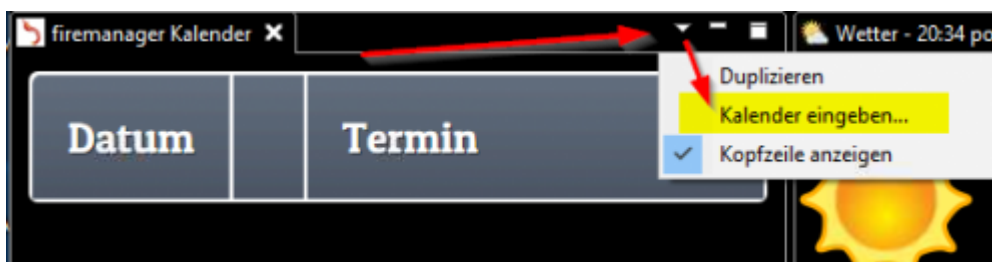 firemanager Kalender
Wetter - 20:34
Duplizieren
Kalender eingeben...
Kopfzeile anzeigen
Datum
Termin